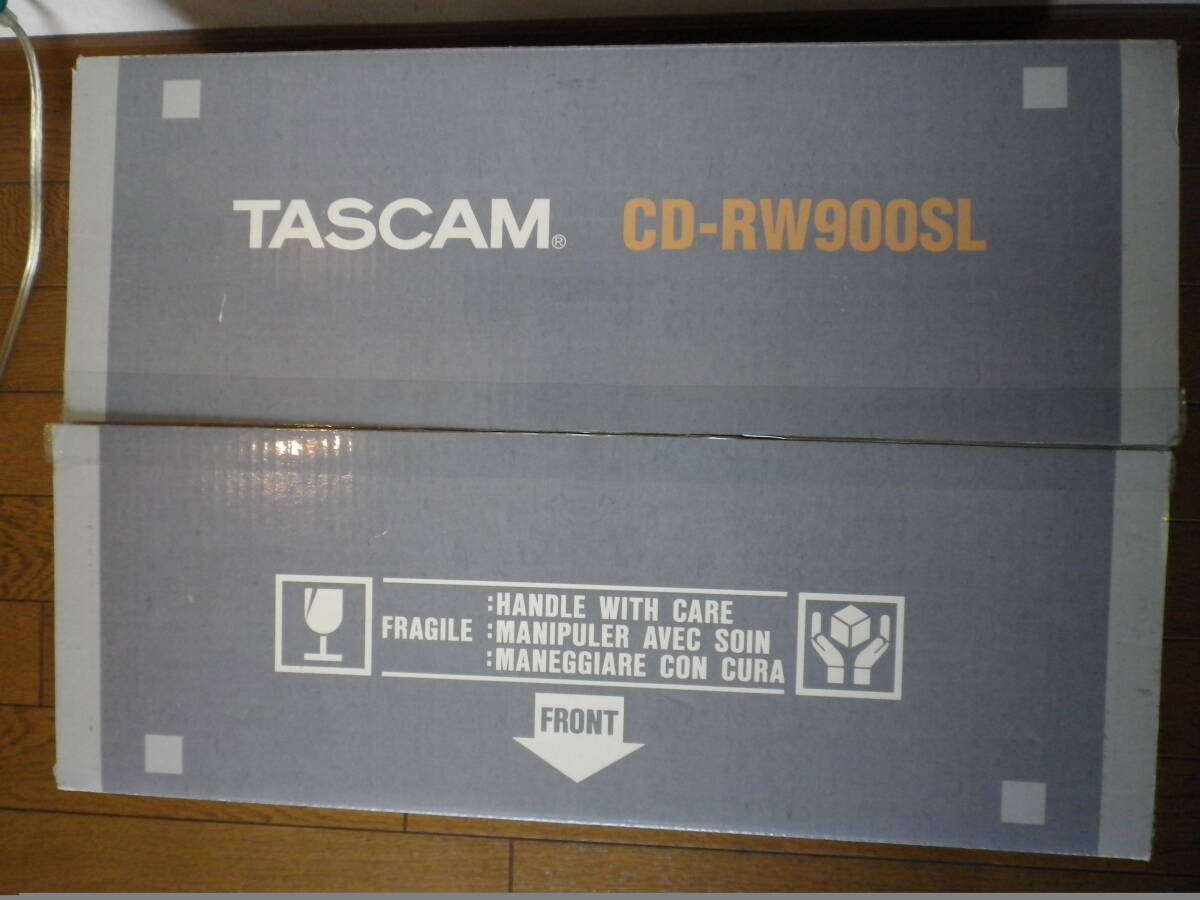 TASCAM® CD-RW900SL
FRAGILE :HANDLE WITH CARE
:MANIPULER AVEC SOIN
:MANEGGIARE CON CURA
FRONT